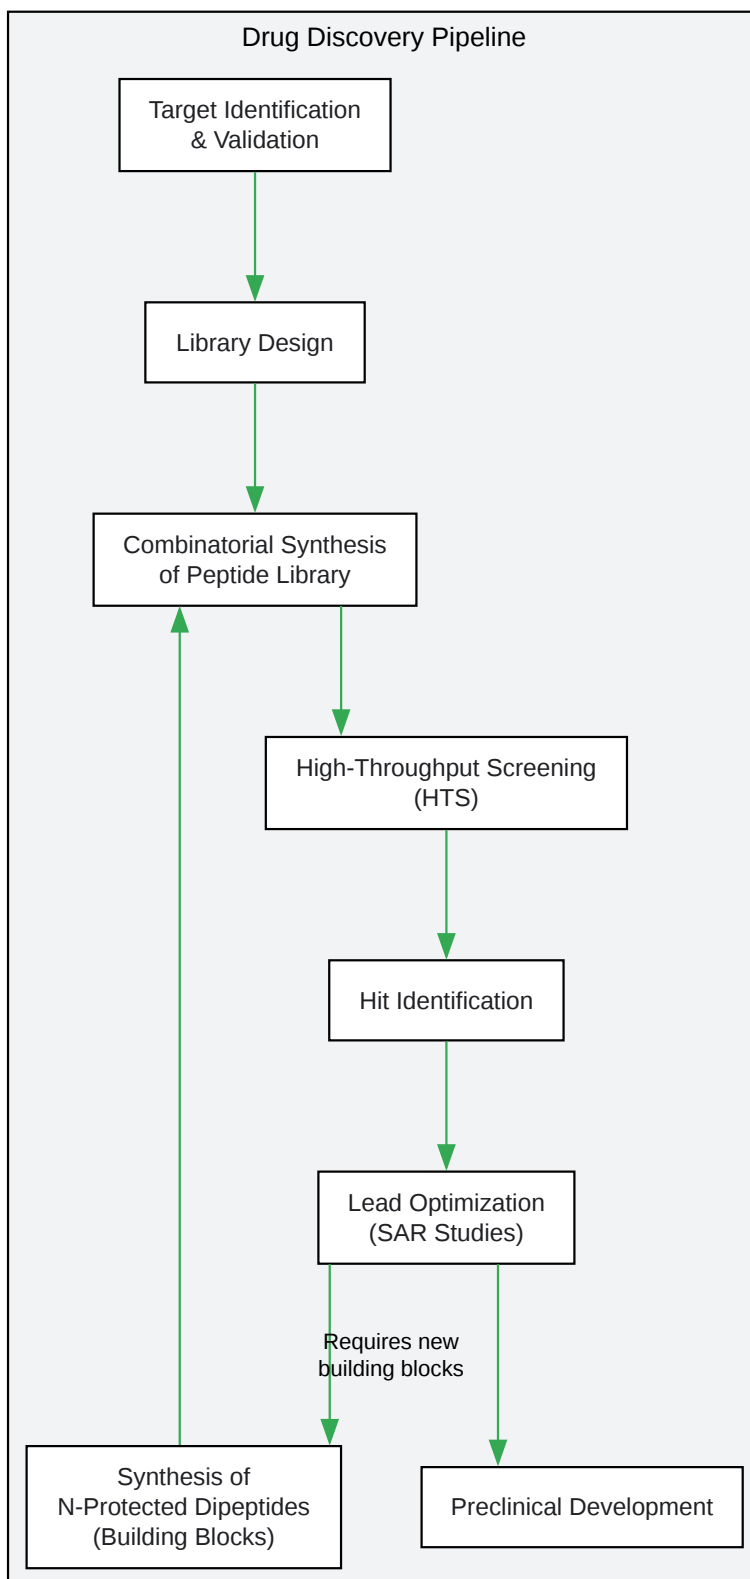 Drug Discovery Pipeline
Target Identification
& Validation
Library Design
Combinatorial Synthesis
of Peptide Library
High-Throughput Screening
(HTS)
Hit Identification
Lead Optimization
(SAR Studies)
Requires new
building blocks
Synthesis of
N-Protected Dipeptides
(Building Blocks)
Preclinical Development